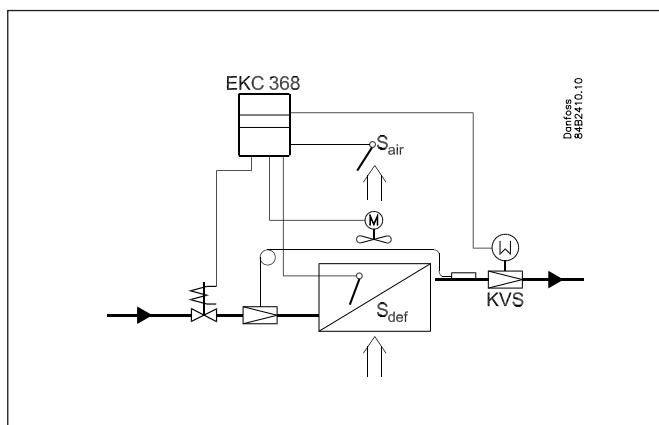 EKC 368
Danfoss
84B2410.10
Sair
M
M
KVS
Sdef